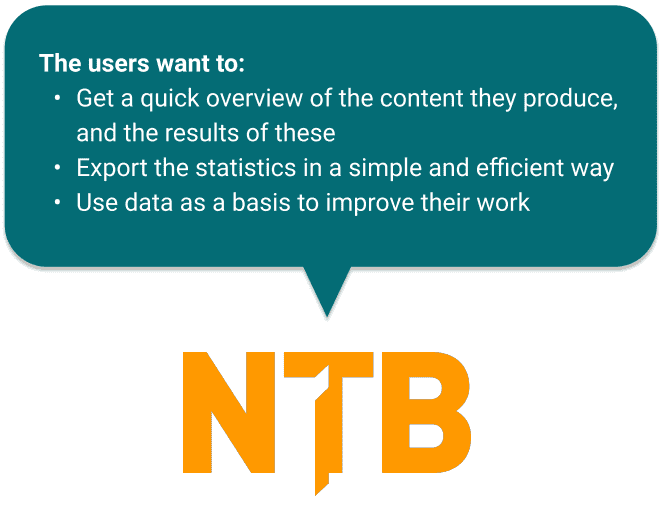 The users want to:
• Get a quick overview of the content they produce,
and the results of these
• Export the statistics in a simple and efficient way
• Use data as a basis to improve their work
NTB